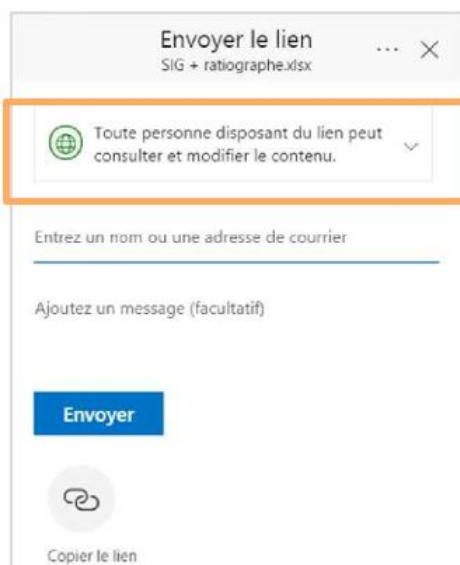 Envoyer le lien
SIG + ratiographe.xlsx
Toute personne disposant du lien peut
consulter et modifier le contenu.
Entrez un nom ou une adresse de courrier
Ajoutez un message (facultatif)
Envoyer
Copier le lien